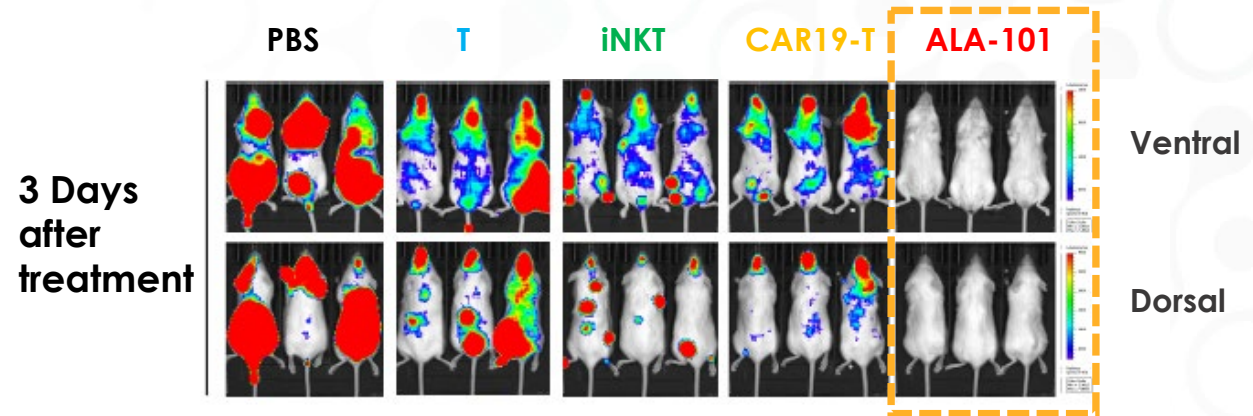 PBS T iNKT CAR19-T ALA-101
3 Days
after
treatment
Ventral
Dorsal